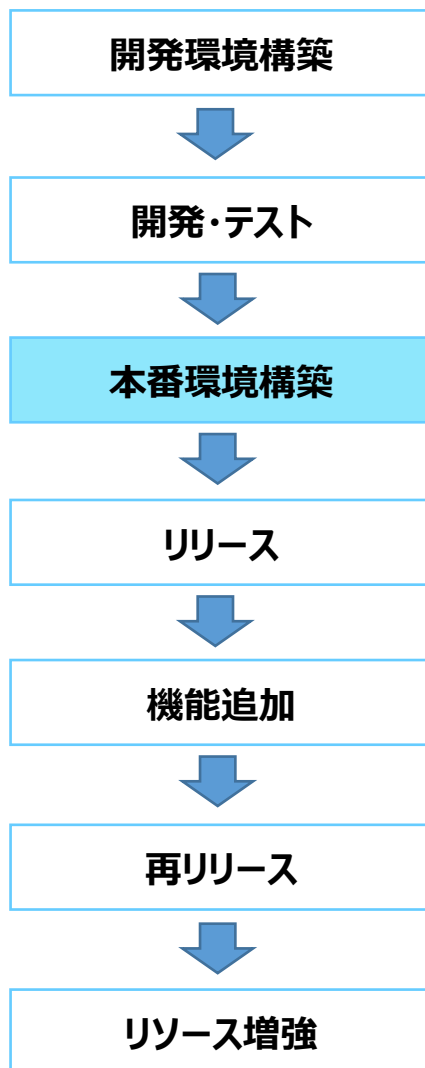 開発環境構築
開発・テスト
本番環境構築
リリース
機能追加
再リリース
リソース増強